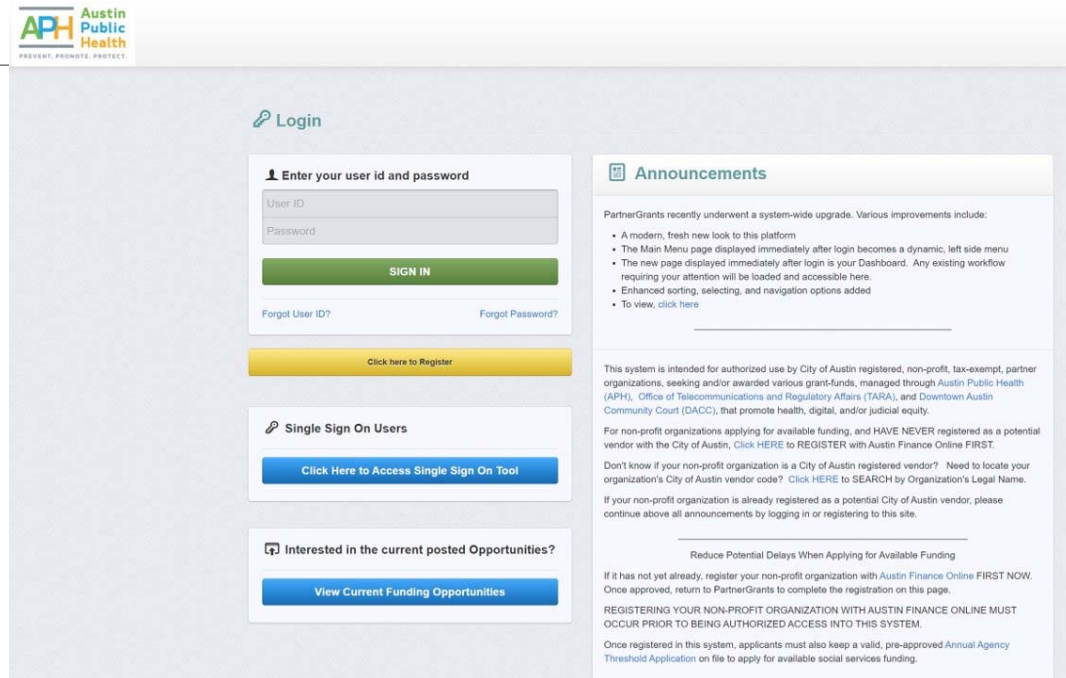 APH Austin
Public
Health
PREVENT. PROMOTE. PROTECT.
Login
Enter your user id and password
User ID
Password
SIGN IN
Forgot User ID? Forgot Password?
Click here to Register
Single Sign On Users
Click Here to Access Single Sign On Tool
Interested in the current posted Opportunities?
View Current Funding Opportunities
Announcements
PartnerGrants recently underwent a system-wide upgrade. Various improvements include:
• A modern, fresh new look to this platform
• The Main Menu page displayed immediately after login becomes a dynamic, left side menu
• The new page displayed immediately after login is your Dashboard. Any existing workflow
requiring your attention will be loaded and accessible here.
• Enhanced sorting, selecting, and navigation options added
• To view, click here
This system is intended for authorized use by City of Austin registered, non-profit, tax-exempt, partner
organizations, seeking and/or awarded various grant-funds, managed through Austin Public Health
(APH), Office of Telecommunications and Regulatory Affairs (TARA), and Downtown Austin
Community Court (DACC), that promote health, digital, and/or judicial equity.
For non-profit organizations applying for available funding, and HAVE NEVER registered as a potential
vendor with the City of Austin, Click HERE to REGISTER with Austin Finance Online FIRST.
Don't know if your non-profit organization is a City of Austin registered vendor? Need to locate your
organization's City of Austin vendor code? Click HERE to SEARCH by Organization's Legal Name.
If your non-profit organization is already registered as a potential City of Austin vendor, please
continue above all announcements by logging in or registering to this site.
Reduce Potential Delays When Applying for Available Funding
If it has not yet already, register your non-profit organization with Austin Finance Online FIRST NOW.
Once approved, return to PartnerGrants to complete the registration on this page.
REGISTERING YOUR NON-PROFIT ORGANIZATION WITH AUSTIN FINANCE ONLINE MUST
OCCUR PRIOR TO BEING AUTHORIZED ACCESS INTO THIS SYSTEM.
Once registered in this system, applicants must also keep a valid, pre-approved Annual Agency
Threshold Application on file to apply for available social services funding.